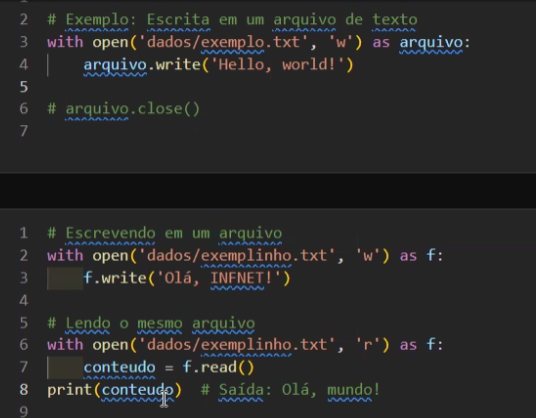 2 # Exemplo: Escrita em um arquivo de texto
3 with open('dados/exemplo.txt', 'w') as arquivo:
4     arquivo.write('Hello, world!')
5
6 # arquivo.close()
7
1 # Escrevendo em um arquivo
2 with open('dados/exemplinho.txt', 'w') as f:
3     f.write('Olá, INFNET!')
4
5 # Lendo o mesmo arquivo
6 with open('dados/exemplinho.txt', 'r') as f:
7     conteudo = f.read()
8 print(conteudo)  # Saída: Olá, mundo!
9